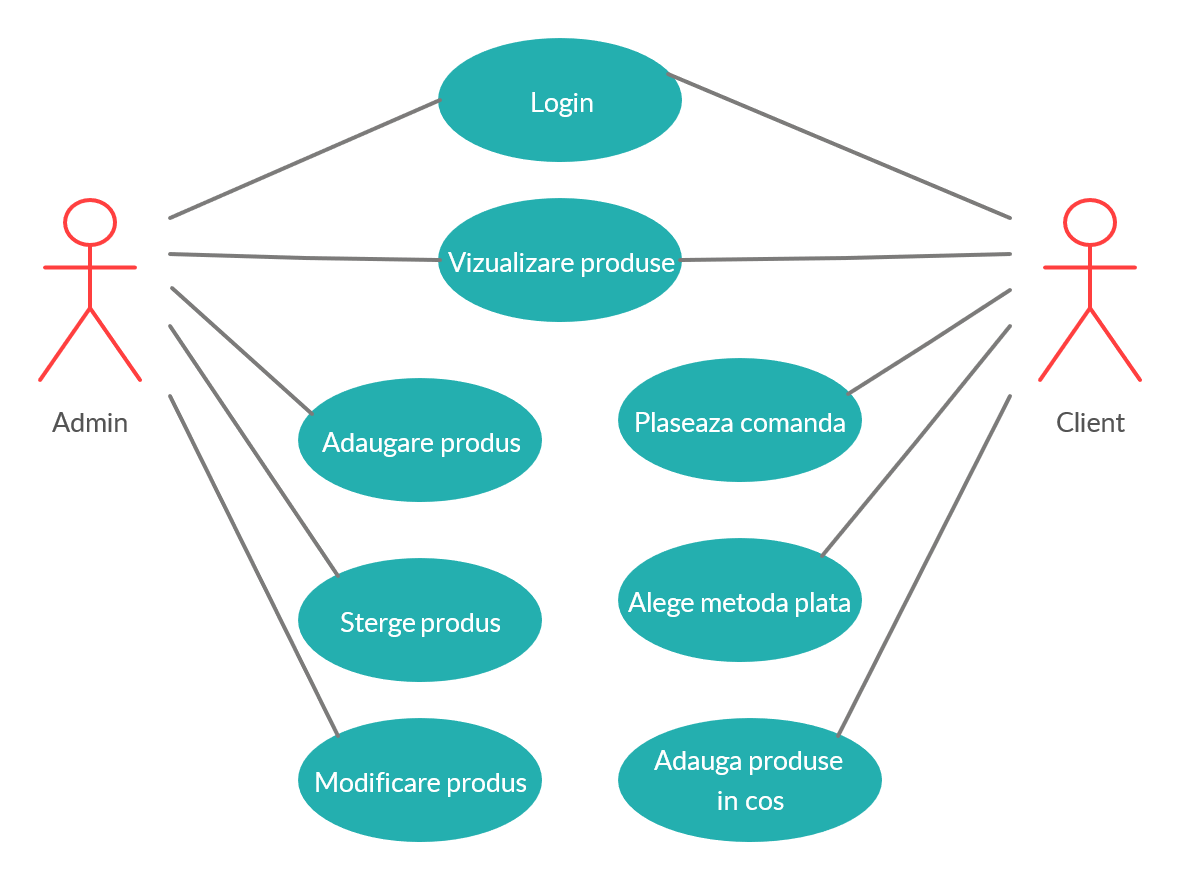 Login
Vizualizare produse
Admin
Client
Adaugare produs
Plaseaza comanda
Sterge produs
Alege metoda plata
Modificare produs
Adauga produse
in cos